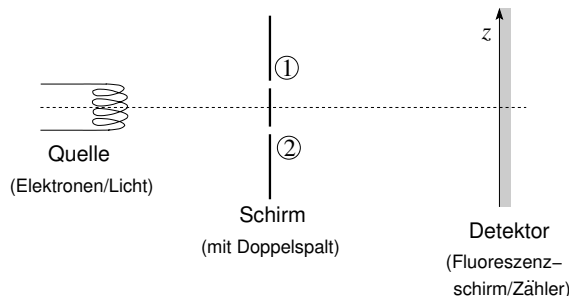 z
①
②
Quelle
(Elektronen/Licht)
Schirm
(mit Doppelspalt)
Detektor
(Fluoreszenz–
schirm/Zähler)